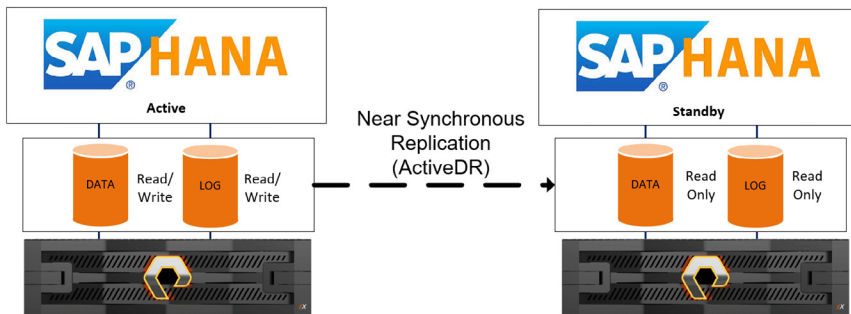 SAP HANA
®
Active
DATA
Read/
Write
LOG
Read/
Write
Near Synchronous
Replication
(ActiveDR)
SAP HANA
®
Standby
DATA
Read
Only
LOG
Read
Only